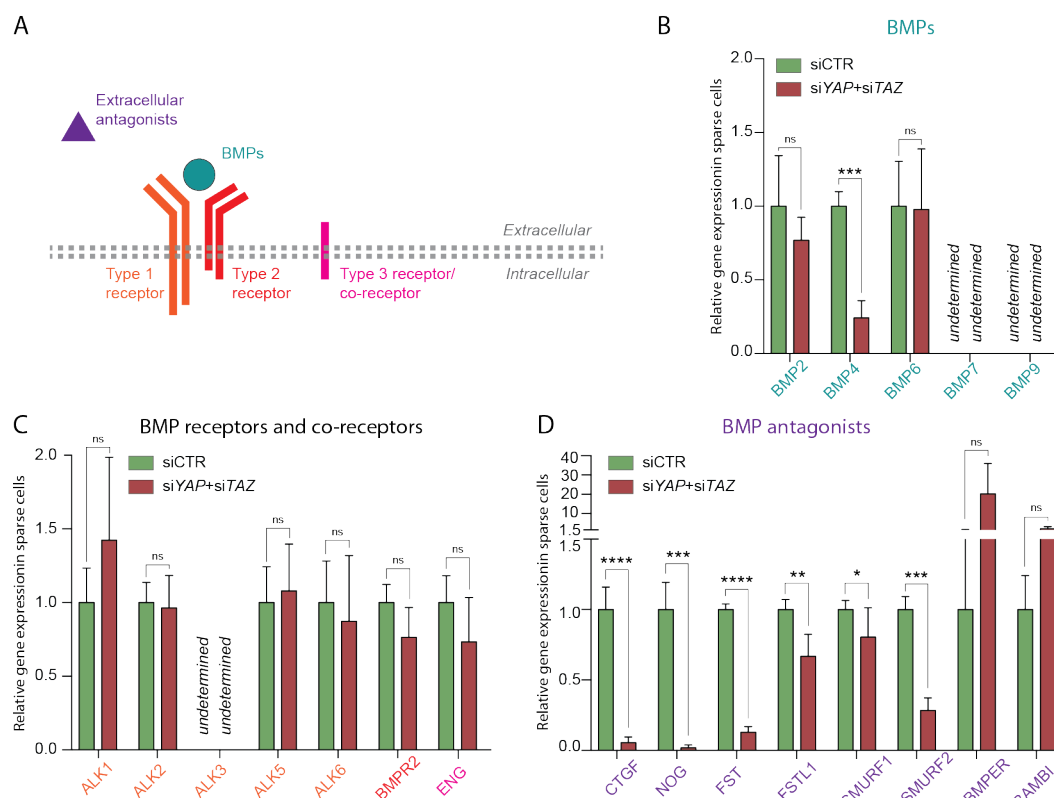 A
Extracellular
antagonists
BMPs
Extracellular
Intracellular
Type 1
receptor
Type 2
receptor
Type 3 receptor/
co-receptor
B
BMPs
siCTR
siYAP+siTAZ
Relative gene expressionin sparse cells
2.0
1.5
1.0
0.5
0.0
ns
***
ns
undetermined
undetermined
undetermined
undetermined
BMP2
BMP4
BMP6
BMP7
BMP9
C
BMP receptors and co-receptors
siCTR
siYAP+siTAZ
Relative gene expressionin sparse cells
2.0
1.5
1.0
0.5
0.0
ns
ns
undetermined
undetermined
ns
ns
ns
ns
ALK1
ALK2
ALK3
ALK5
ALK6
BMPR2
ENG
D
BMP antagonists
siCTR
siYAP+siTAZ
Relative gene expressionin sparse cells
40
30
20
10
1.5
1.5
1.0
0.5
0.0
****
***
****
**
*
***
ns
ns
CTGF
NOG
FST
FSTL1
SMURF1
SMURF2
BMPER
BAMBI